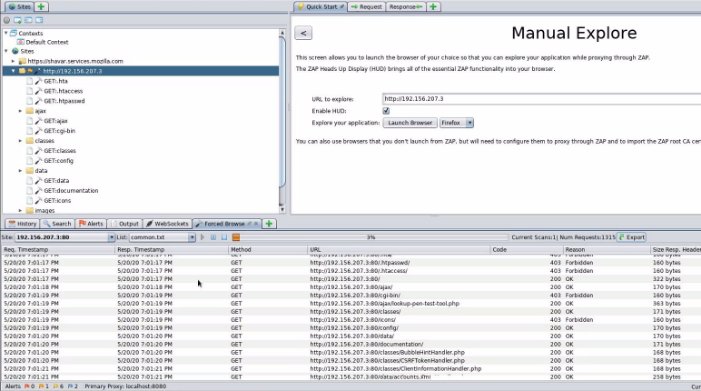 Sites
Quick Start Request Response
Contexts
Default Context
Sites
https://shavar.services.mozilla.com
http://192.156.207.3
GET:.hta
GET:.htaccess
GET:.htpasswd
ajax
GET:ajax
GET:cgi-bin
classes
GET:classes
GET:config
data
GET:data
GET:documentation
GET:icons
images
<
Manual Explore
This screen allows you to launch the browser of your choice so that you can explore your application while proxying through ZAP.
The ZAP Heads Up Display (HUD) brings all of the essential ZAP functionality into your browser.
URL to explore: http://192.156.207.3
Enable HUD:
Explore your application: Launch Browser Firefox
You can also use browsers that you don't launch from ZAP, but will need to configure them to proxy through ZAP and to import the ZAP root CA cert
History Search Alerts Output WebSockets Forced Browse
Site: 192.156.207.3:80 List: common.txt 3% Current Scans:1 Num Requests:1315 Export
Req. Timestamp Resp. Timestamp Method URL Code Reason Size Resp. Header
5/20/20 7:01:17 PM 5/20/20 7:01:17 PM GET http://192.156.207.3:80/.htpasswd/ 403 Forbidden 160 bytes
5/20/20 7:01:17 PM 5/20/20 7:01:17 PM GET http://192.156.207.3:80/.htaccess/ 403 Forbidden 160 bytes
5/20/20 7:01:17 PM 5/20/20 7:01:17 PM GET http://192.156.207.3:80/ 200 OK 322 bytes
5/20/20 7:01:18 PM 5/20/20 7:01:18 PM GET http://192.156.207.3:80/ajax/ 200 OK 170 bytes
5/20/20 7:01:19 PM 5/20/20 7:01:19 PM GET http://192.156.207.3:80/cgi-bin/ 403 Forbidden 160 bytes
5/20/20 7:01:19 PM 5/20/20 7:01:19 PM GET http://192.156.207.3:80/ajax/lookup-pen-test-tool.php 200 OK 363 bytes
5/20/20 7:01:19 PM 5/20/20 7:01:19 PM GET http://192.156.207.3:80/classes/ 200 OK 171 bytes
5/20/20 7:01:19 PM 5/20/20 7:01:19 PM GET http://192.156.207.3:80/icons/ 403 Forbidden 160 bytes
5/20/20 7:01:19 PM 5/20/20 7:01:19 PM GET http://192.156.207.3:80/config/ 200 OK 170 bytes
5/20/20 7:01:20 PM 5/20/20 7:01:20 PM GET http://192.156.207.3:80/data/ 200 OK 170 bytes
5/20/20 7:01:20 PM 5/20/20 7:01:20 PM GET http://192.156.207.3:80/documentation/ 200 OK 171 bytes
5/20/20 7:01:21 PM 5/20/20 7:01:21 PM GET http://192.156.207.3:80/classes/BubbleHintHandler.php 200 OK 168 bytes
5/20/20 7:01:21 PM 5/20/20 7:01:21 PM GET http://192.156.207.3:80/classes/CSRFTokenHandler.php 200 OK 168 bytes
5/20/20 7:01:21 PM 5/20/20 7:01:21 PM GET http://192.156.207.3:80/classes/ClientInformationHandler.php 200 OK 168 bytes
5/20/20 7:01:21 PM 5/20/20 7:01:21 PM GET http://192.156.207.3:80/data/accounts.xml 200 OK 258 bytes
Alerts 0 1 6 2 Primary Proxy: localhost:8080 Cur